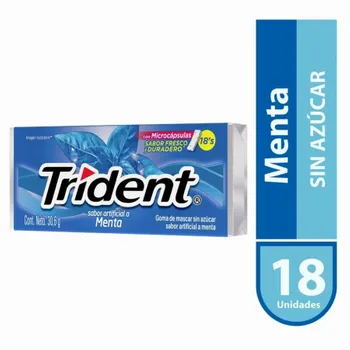 con Microcápsulas
SABOR FRESCO
Y DURADERO
18's
Trident
sabor artificial a
Menta
Cont. Neto: 30,6 g
Goma de mascar sin azúcar
sabor artificial a menta
Menta
SIN AZÚCAR
18
Unidades